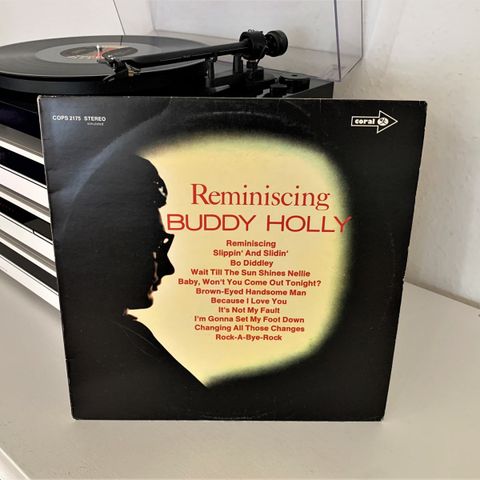 COPS 2175 STEREO
coral
Reminiscing
BUDDY HOLLY
Reminiscing
Slippin' And Slidin'
Bo Diddley
Wait Till The Sun Shines Nellie
Baby, Won't You Come Out Tonight?
Brown-Eyed Handsome Man
Because I Love You
It's Not My Fault
I'm Gonna Set My Foot Down
Changing All Those Changes
Rock-A-Bye-Rock